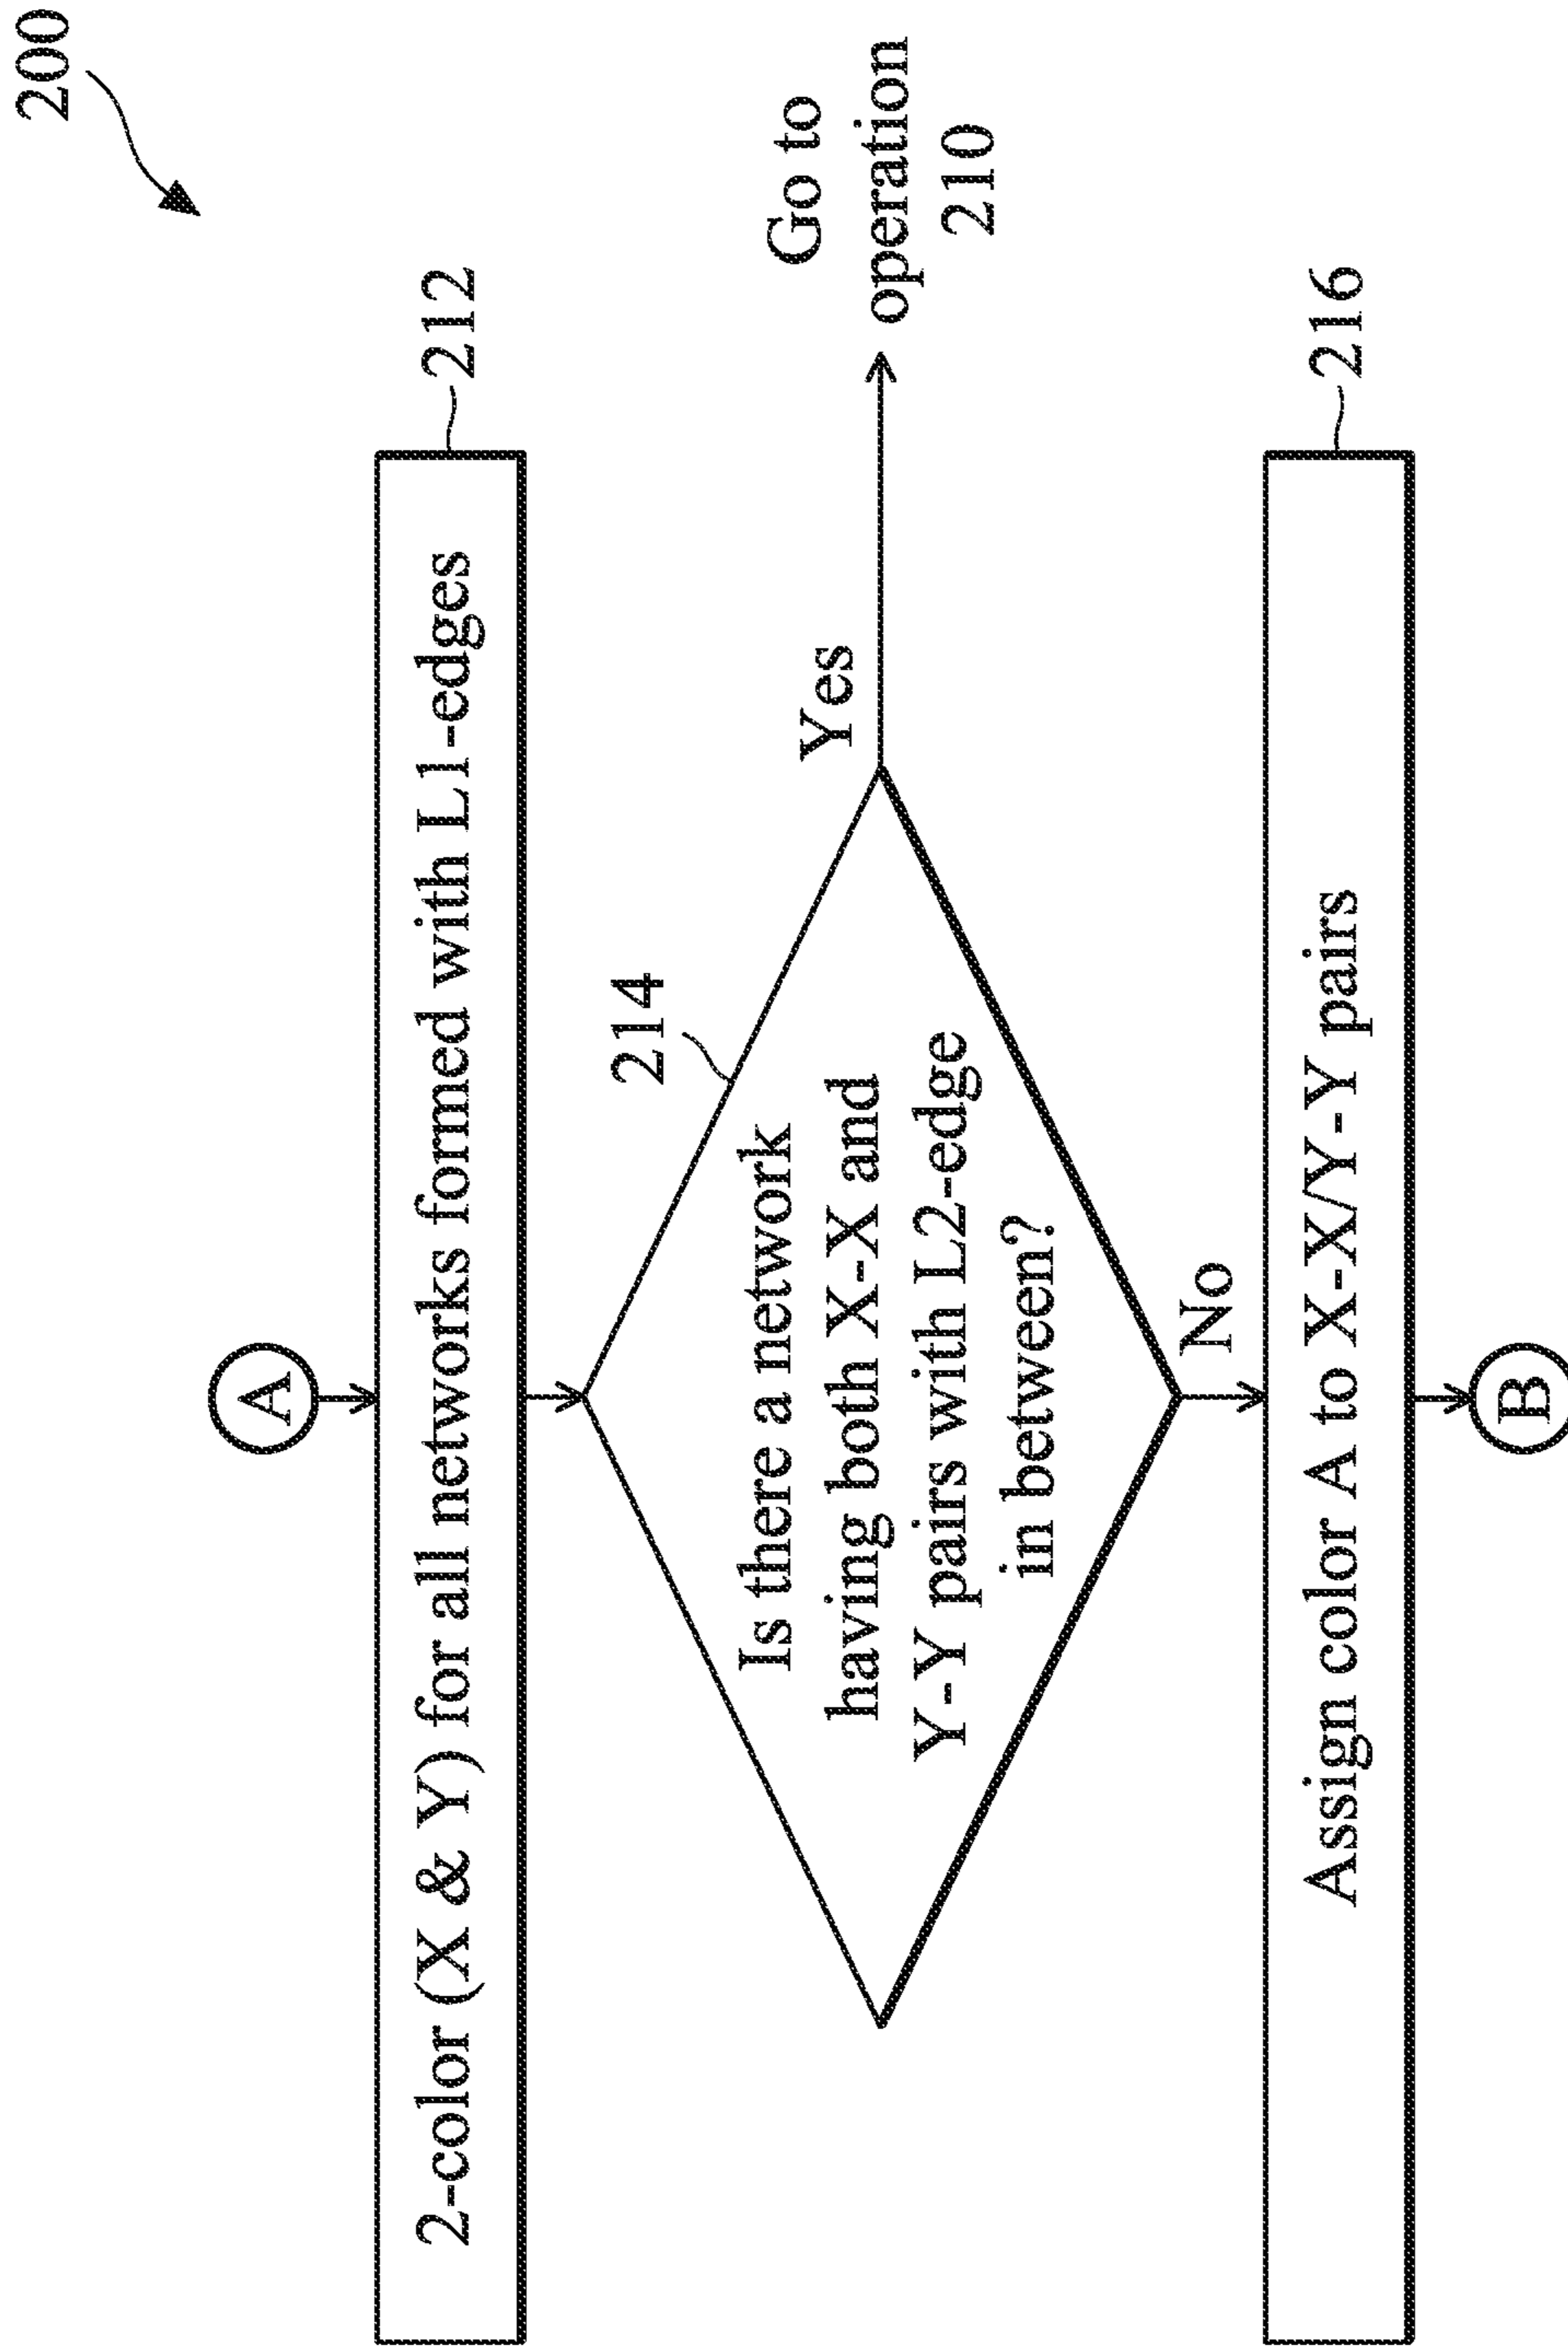 200
A
2-color (X & Y) for all networks formed with L1-edges
212
214
Is there a network
having both X-X and
Y-Y pairs with L2-edge
in between?
Yes
Go to
operation
210
No
Assign color A to X-X/Y-Y pairs
216
B